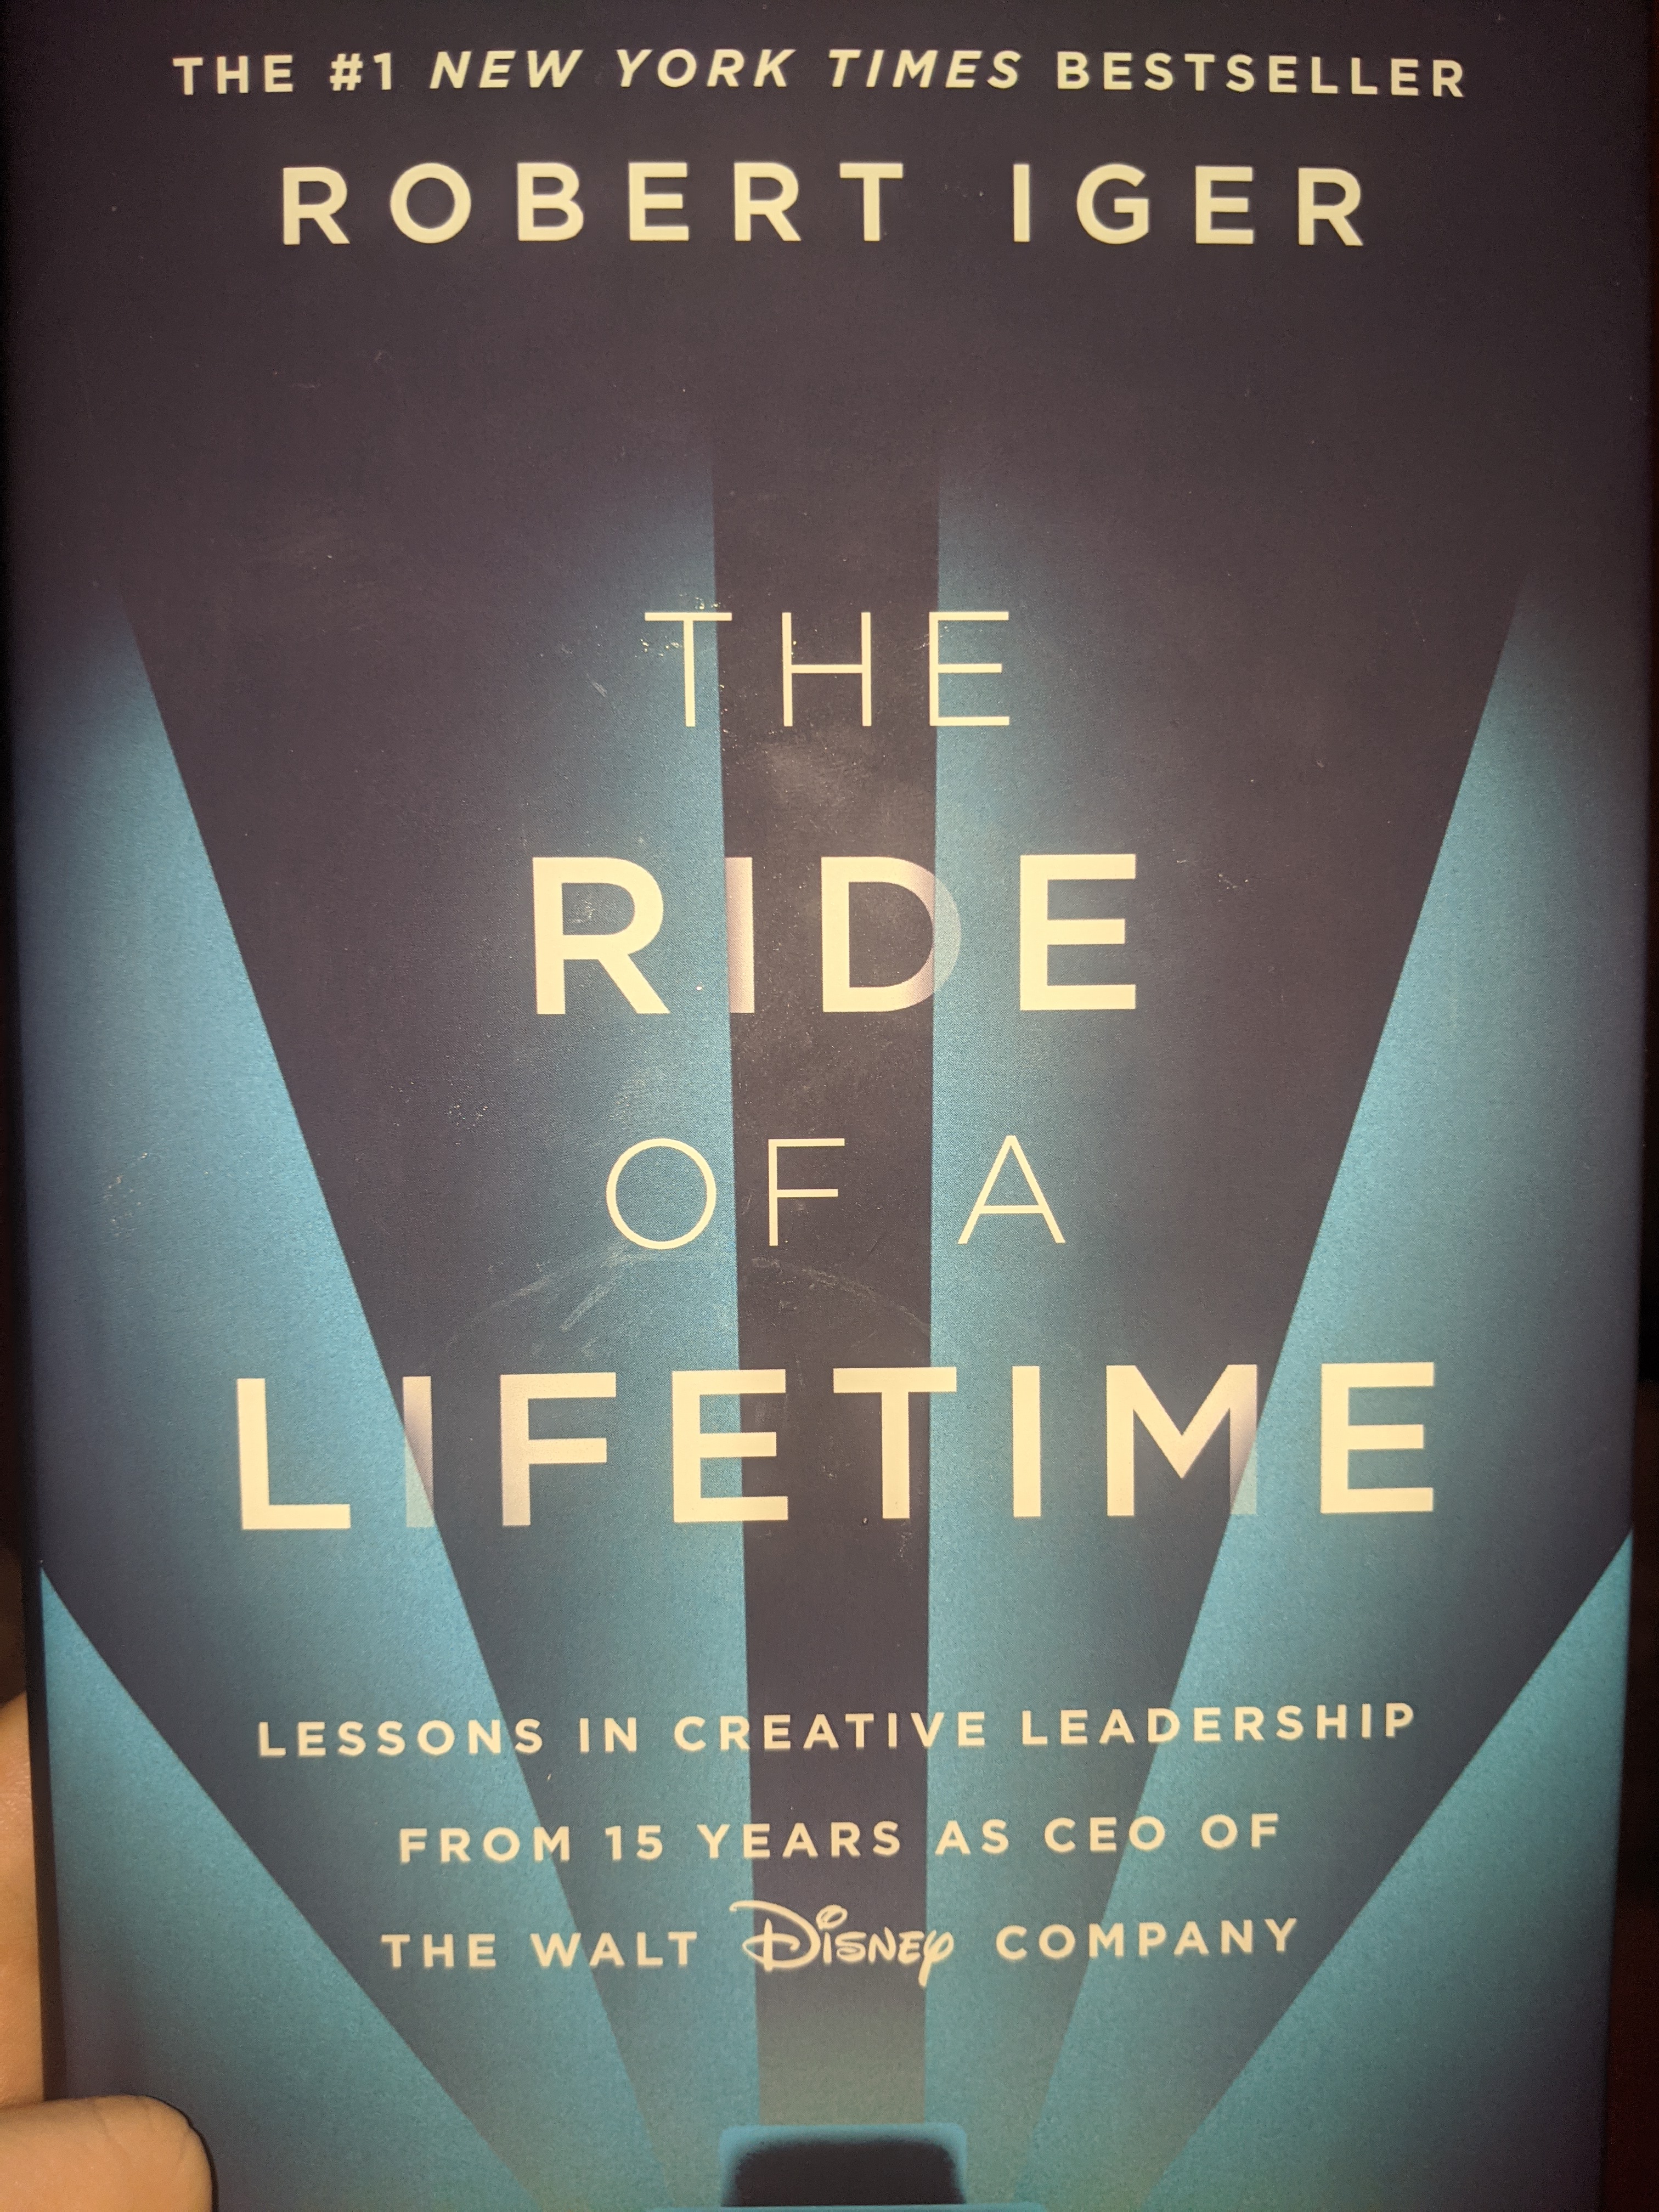 THE #1 NEW YORK TIMES BESTSELLER
ROBERT IGER
THE
RIDE
OF A
LIFETIME
LESSONS IN CREATIVE LEADERSHIP
FROM 15 YEARS AS CEO OF
THE WALT DISNEY COMPANY